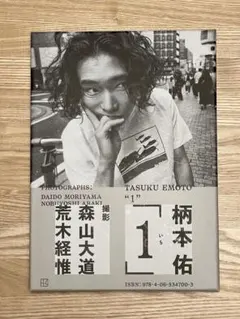 PHOTOGRAPHS:
DAIDO MORIYAMA
NOBUYOSHI ARAKI
TASUKU EMOTO
"1"
柄本佑
「1」
いち
撮影
森山大道
荒木経惟
ISBN: 978-4-06-534700-3